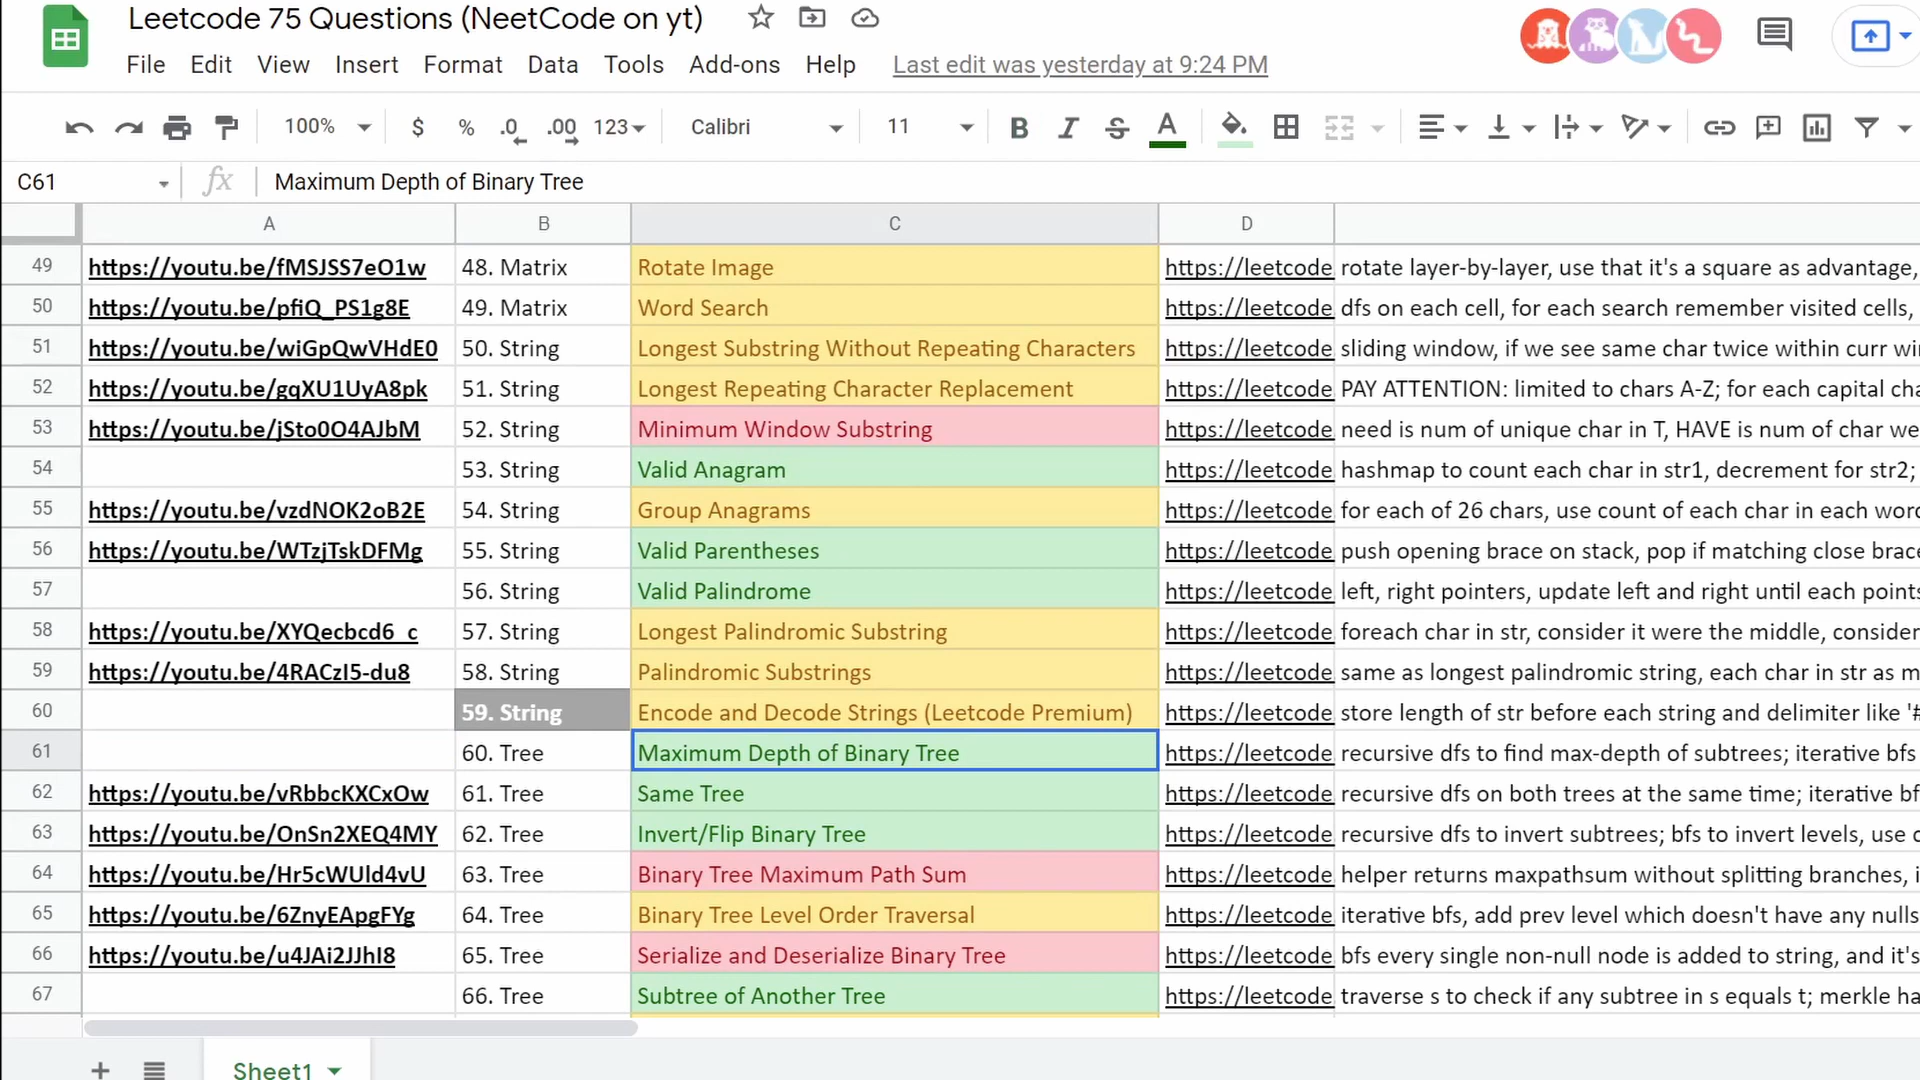 Leetcode 75 Questions (NeetCode on yt)
File Edit View Insert Format Data Tools Add-ons Help Last edit was yesterday at 9:24 PM
100% $ % .0 .00 123 Calibri 11 B I S A
C61 fx Maximum Depth of Binary Tree
A B C D
49 https://youtu.be/fMSJSS7eO1w 48. Matrix Rotate Image https://leetcode. rotate layer-by-layer, use that it's a square as advantage,
50 https://youtu.be/pfiQ_PS1g8E 49. Matrix Word Search https://leetcode. dfs on each cell, for each search remember visited cells,
51 https://youtu.be/wiGpQwVHdE0 50. String Longest Substring Without Repeating Characters https://leetcode. sliding window, if we see same char twice within curr wi
52 https://youtu.be/gqXU1UyA8pk 51. String Longest Repeating Character Replacement https://leetcode. PAY ATTENTION: limited to chars A-Z; for each capital cha
53 https://youtu.be/jSto0O4AJbM 52. String Minimum Window Substring https://leetcode. need is num of unique char in T, HAVE is num of char we
54 53. String Valid Anagram https://leetcode. hashmap to count each char in str1, decrement for str2;
55 https://youtu.be/vzdNOK2oB2E 54. String Group Anagrams https://leetcode. for each of 26 chars, use count of each char in each word
56 https://youtu.be/WTzjTskDFMg 55. String Valid Parentheses https://leetcode. push opening brace on stack, pop if matching close brace
57 56. String Valid Palindrome https://leetcode. left, right pointers, update left and right until each points
58 https://youtu.be/XYQecbcd6_c 57. String Longest Palindromic Substring https://leetcode. foreach char in str, consider it were the middle, consider
59 https://youtu.be/4RACzI5-du8 58. String Palindromic Substrings https://leetcode. same as longest palindromic string, each char in str as m
60 59. String Encode and Decode Strings (Leetcode Premium) https://leetcode. store length of str before each string and delimiter like '#
61 60. Tree Maximum Depth of Binary Tree https://leetcode. recursive dfs to find max-depth of subtrees; iterative bfs
62 https://youtu.be/vRbbcKXCxOw 61. Tree Same Tree https://leetcode. recursive dfs on both trees at the same time; iterative bf
63 https://youtu.be/OnSn2XEQ4MY 62. Tree Invert/Flip Binary Tree https://leetcode. recursive dfs to invert subtrees; bfs to invert levels, use
64 https://youtu.be/Hr5cWUld4vU 63. Tree Binary Tree Maximum Path Sum https://leetcode. helper returns maxpathsum without splitting branches, i
65 https://youtu.be/6ZnyEApgFYg 64. Tree Binary Tree Level Order Traversal https://leetcode. iterative bfs, add prev level which doesn't have any nulls
66 https://youtu.be/u4JAi2JJhI8 65. Tree Serialize and Deserialize Binary Tree https://leetcode. bfs every single non-null node is added to string, and it's
67 66. Tree Subtree of Another Tree https://leetcode. traverse s to check if any subtree in s equals t; merkle ha
Sheet1